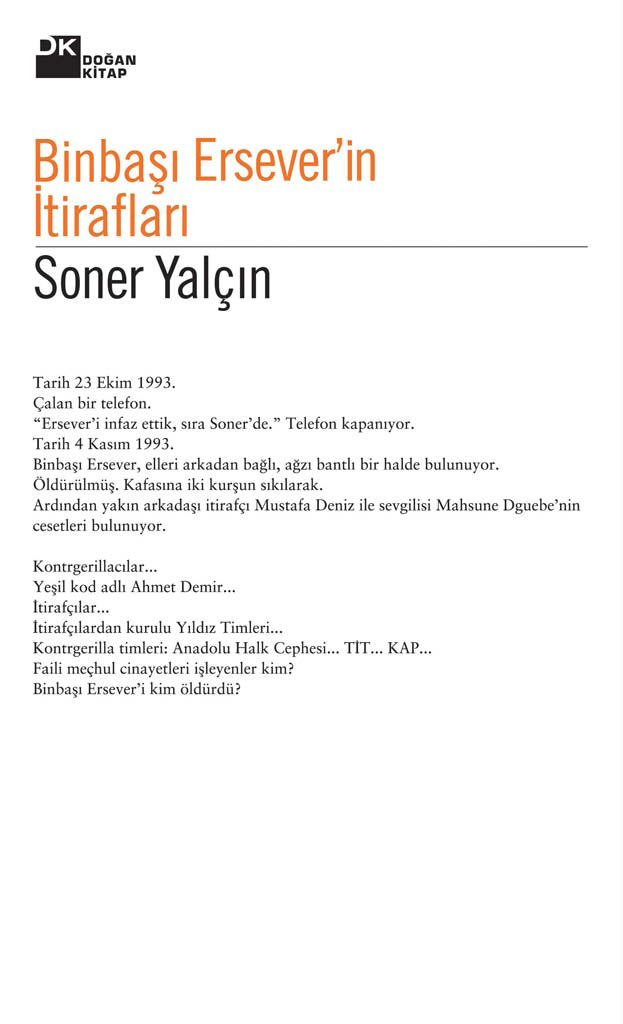 DK
DOĞAN
KİTAP
Binbaşı Ersever’in
İtirafları
Soner Yalçın
Tarih 23 Ekim 1993.
Çalan bir telefon.
“Ersever’i infaz ettik, sıra Soner’de.” Telefon kapanıyor.
Tarih 4 Kasım 1993.
Binbaşı Ersever, elleri arkadan bağlı, ağzı bantlı bir halde bulunuyor.
Öldürülmüş. Kafasına iki kurşun sıkılarak.
Ardından yakın arkadaşı itirafçı Mustafa Deniz ile sevgilisi Mahsune Dguebe’nin
cesetleri bulunuyor.
Kontrgerillacılar...
Yeşil kod adlı Ahmet Demir...
İtirafçılar...
İtirafçılardan kurulu Yıldız Timleri...
Kontrgerilla timleri: Anadolu Halk Cephesi... TİT... KAP...
Faili meçhul cinayetleri işleyenler kim?
Binbaşı Ersever’i kim öldürdü?